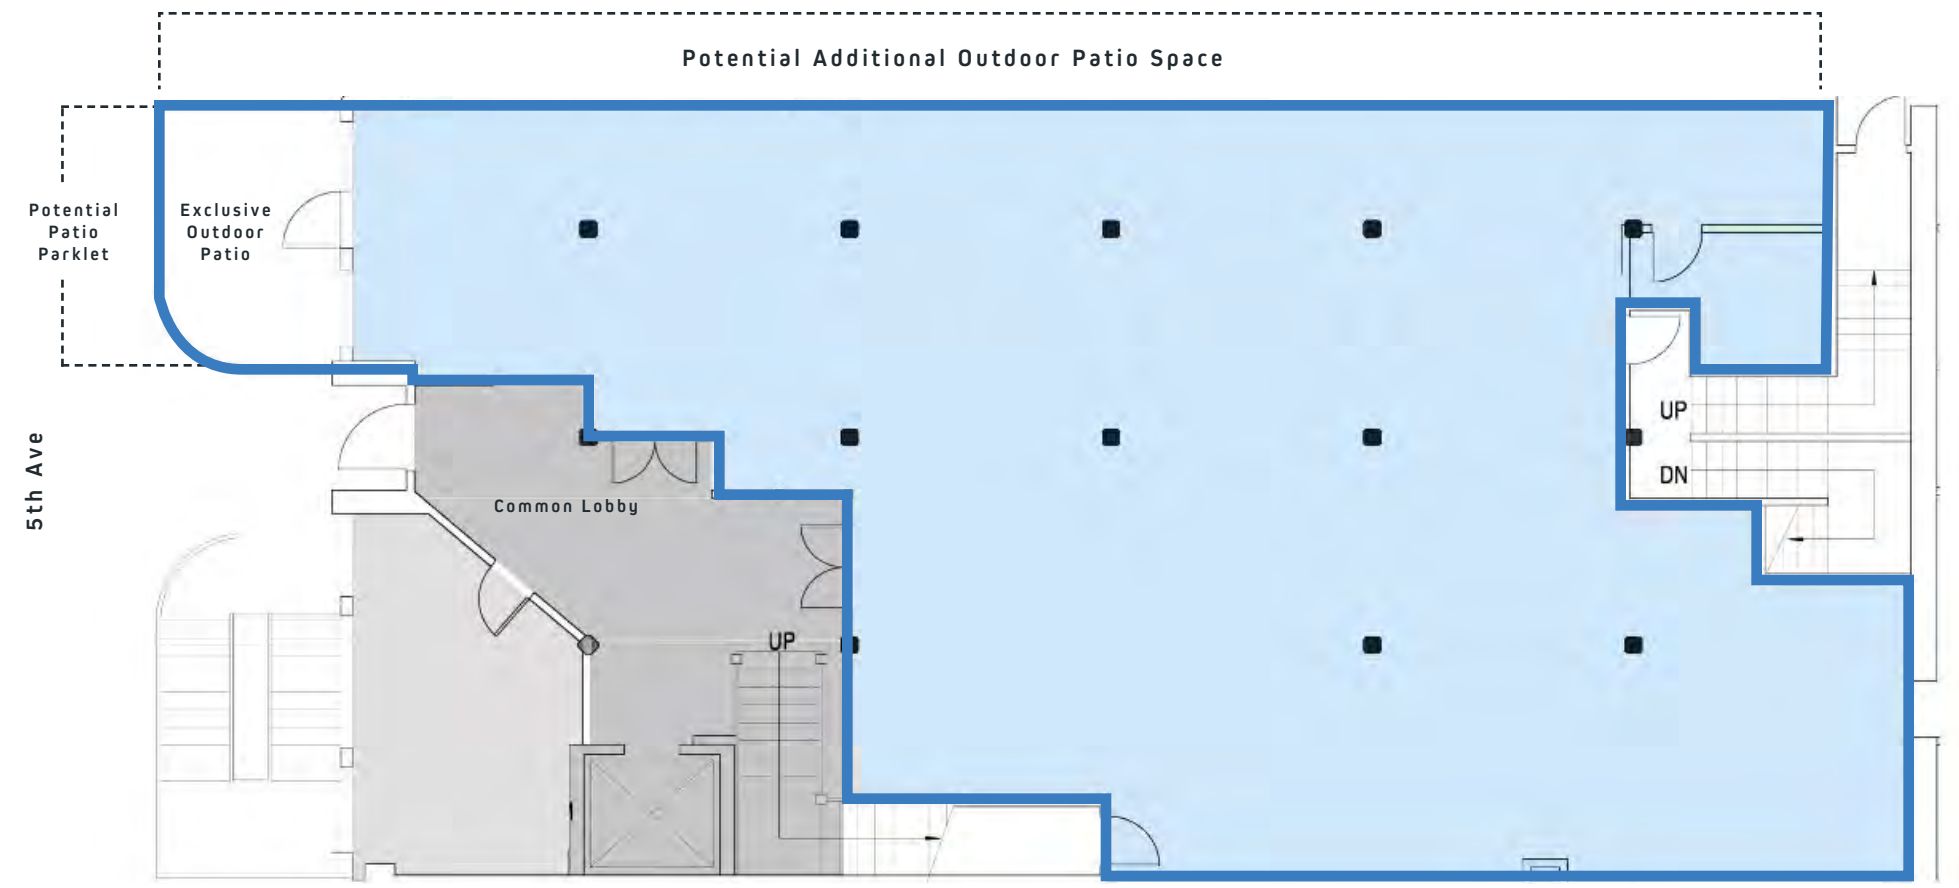 Potential Additional Outdoor Patio Space
Potential
Patio
Parklet
Exclusive
Outdoor
Patio
UP
5th Ave
DN
Common Lobby
UP